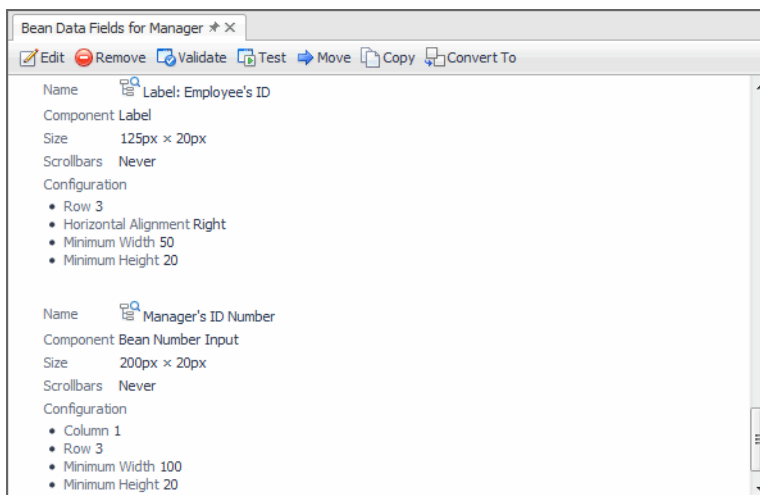 Bean Data Fields for Manager
Edit Remove Validate Test Move Copy Convert To
Name Label: Employee's ID
Component Label
Size 125px × 20px
Scrollbars Never
Configuration
• Row 3
• Horizontal Alignment Right
• Minimum Width 50
• Minimum Height 20
Name Manager's ID Number
Component Bean Number Input
Size 200px × 20px
Scrollbars Never
Configuration
• Column 1
• Row 3
• Minimum Width 100
• Minimum Height 20